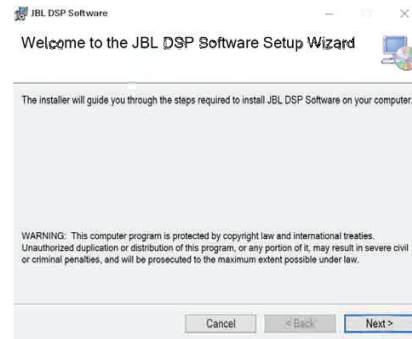 JBL DSP Software
Welcome to the JBL DSP Software Setup Wizard
The installer will guide you through the steps required to install JBL DSP Software on your computer.
WARNING: This computer program is protected by copyright law and international treaties.
Unauthorized duplication or distribution of this program, or any portion of it, may result in severe civil
or criminal penalties, and will be prosecuted to the maximum extent possible under law.
Cancel
< Back
Next >